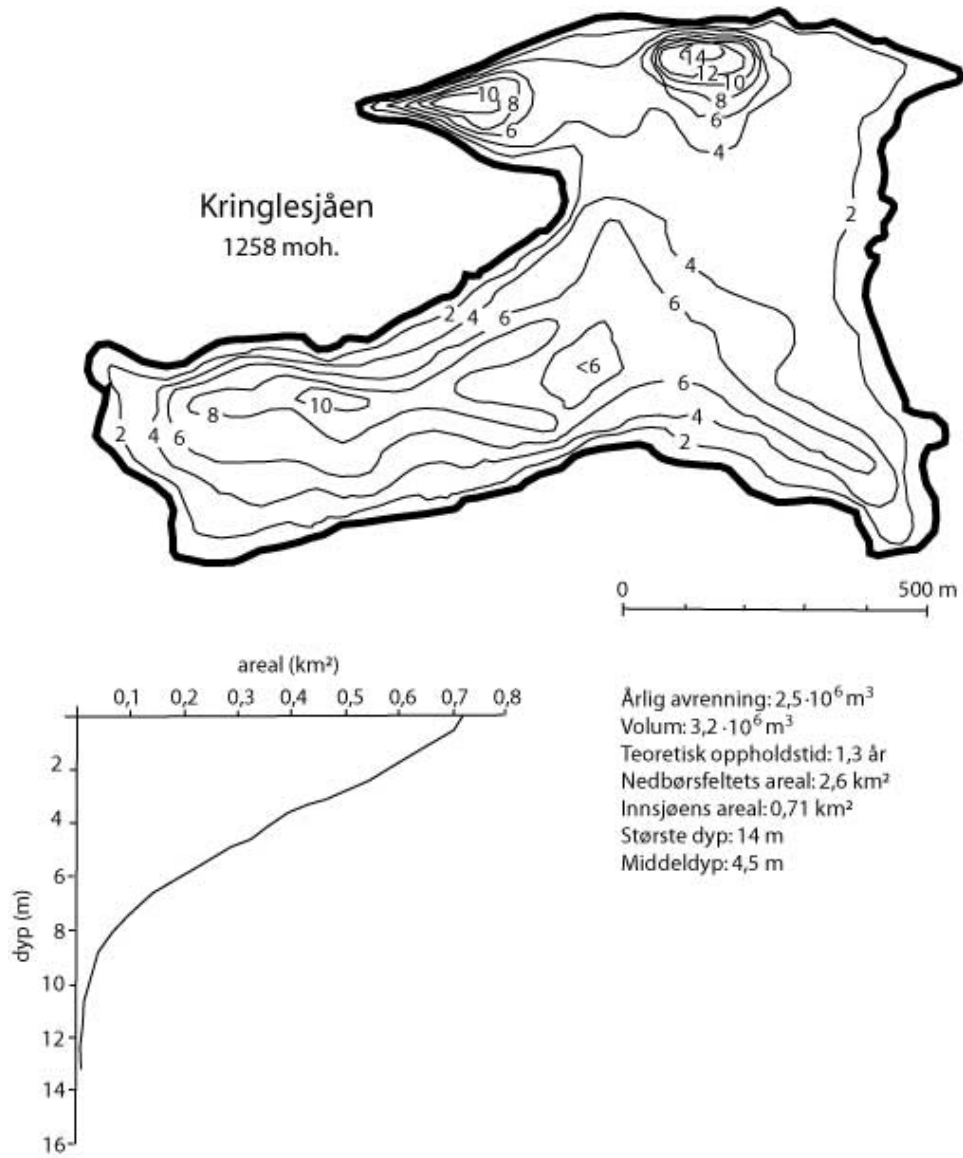 14
12
10
10
8
8
6
6
4
Kringlesjåen
1258 moh.
2
4
2
4
6
6
<6
6
8
10
2
4
6
4
2
0 500 m
areal (km²)
0,1 0,2 0,3 0,4 0,5 0,6 0,7 0,8
2
4
6
8
10
12
14
16
dyp (m)
Årlig avrenning: 2,5·10⁶ m³
Volum: 3,2·10⁶ m³
Teoretisk oppholdstid: 1,3 år
Nedbørsfeltets areal: 2,6 km²
Innsjøens areal: 0,71 km²
Største dyp: 14 m
Middeldyp: 4,5 m